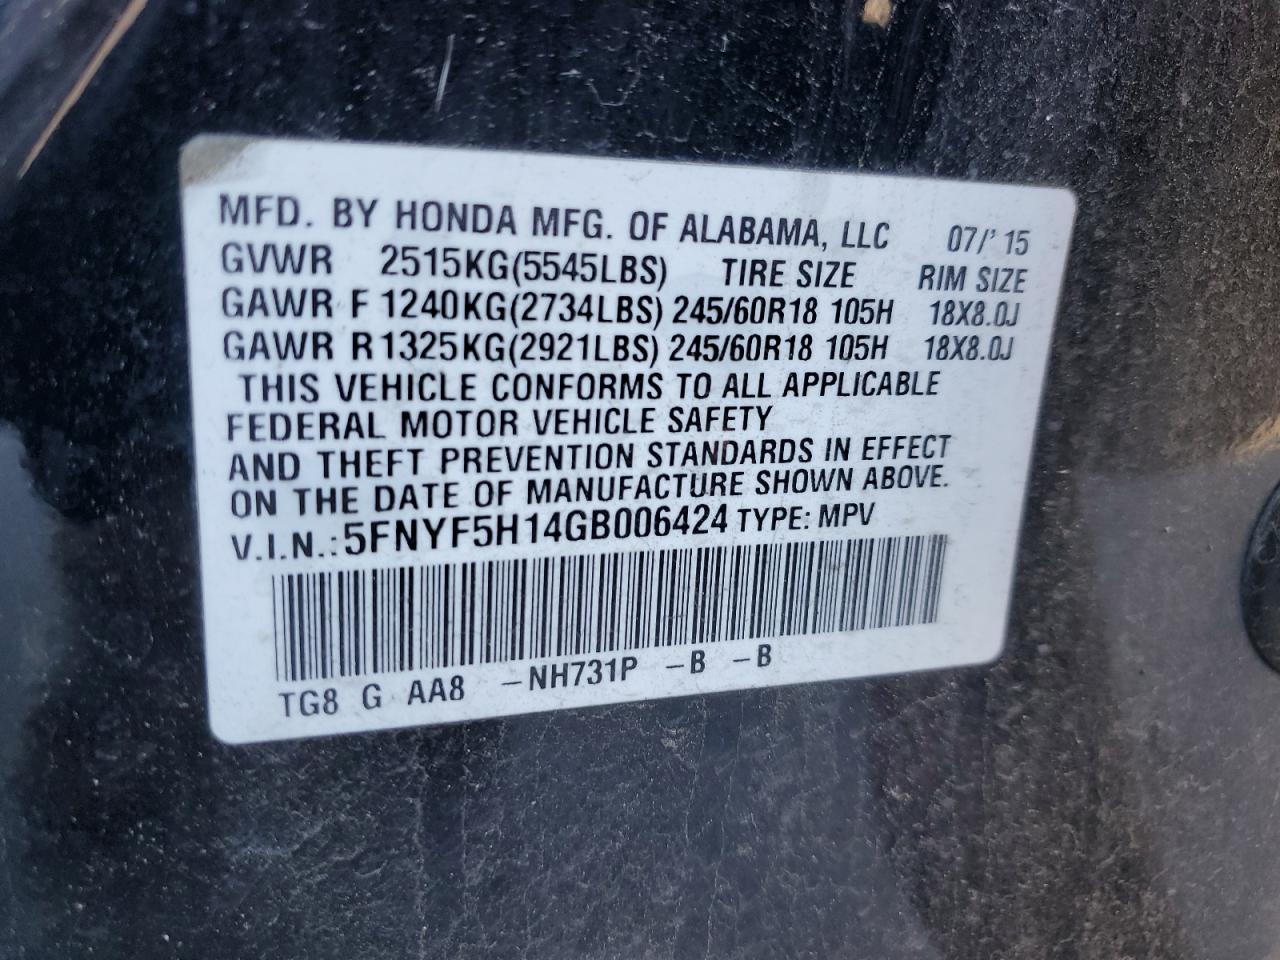 MFD. BY HONDA MFG. OF ALABAMA, LLC 07/'15
GVWR 2515KG(5545LBS) TIRE SIZE RIM SIZE
GAWR F 1240KG(2734LBS) 245/60R18 105H 18X8.0J
GAWR R 1325KG(2921LBS) 245/60R18 105H 18X8.0J
THIS VEHICLE CONFORMS TO ALL APPLICABLE
FEDERAL MOTOR VEHICLE SAFETY
AND THEFT PREVENTION STANDARDS IN EFFECT
ON THE DATE OF MANUFACTURE SHOWN ABOVE.
V.I.N.:5FNYF5H14GB006424 TYPE: MPV
TG8 G AA8 -NH731P -B -B